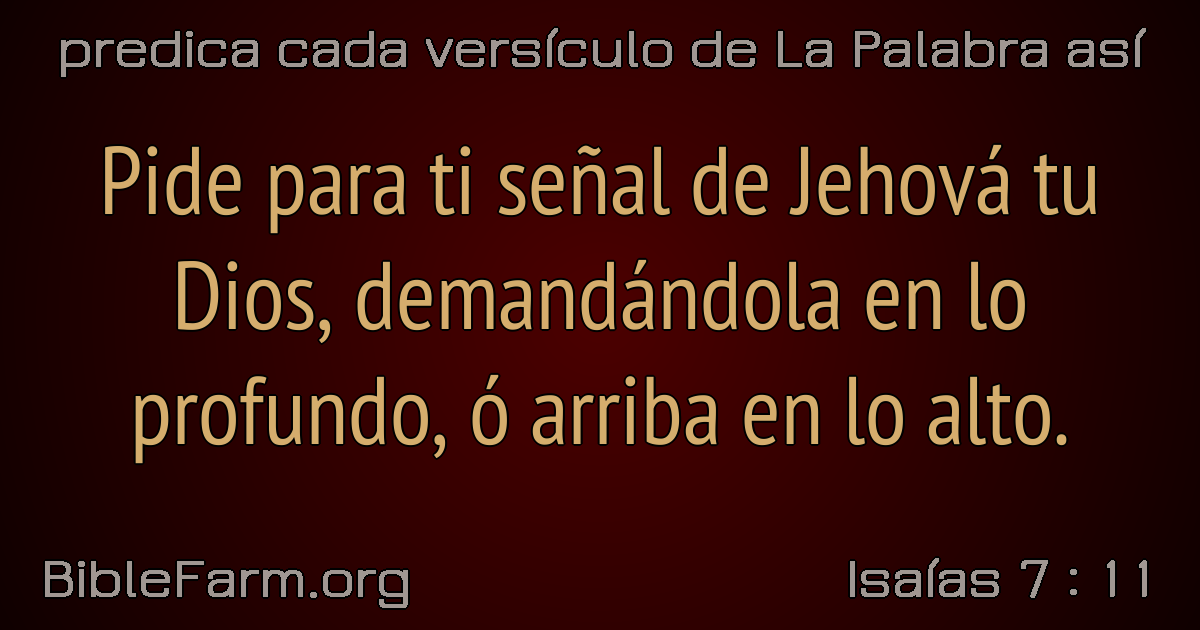 predica cada versículo de La Palabra así
Pide para ti señal de Jehová tu
Dios, demandándola en lo
profundo, ó arriba en lo alto.
BibleFarm.org
Isaías 7 : 11